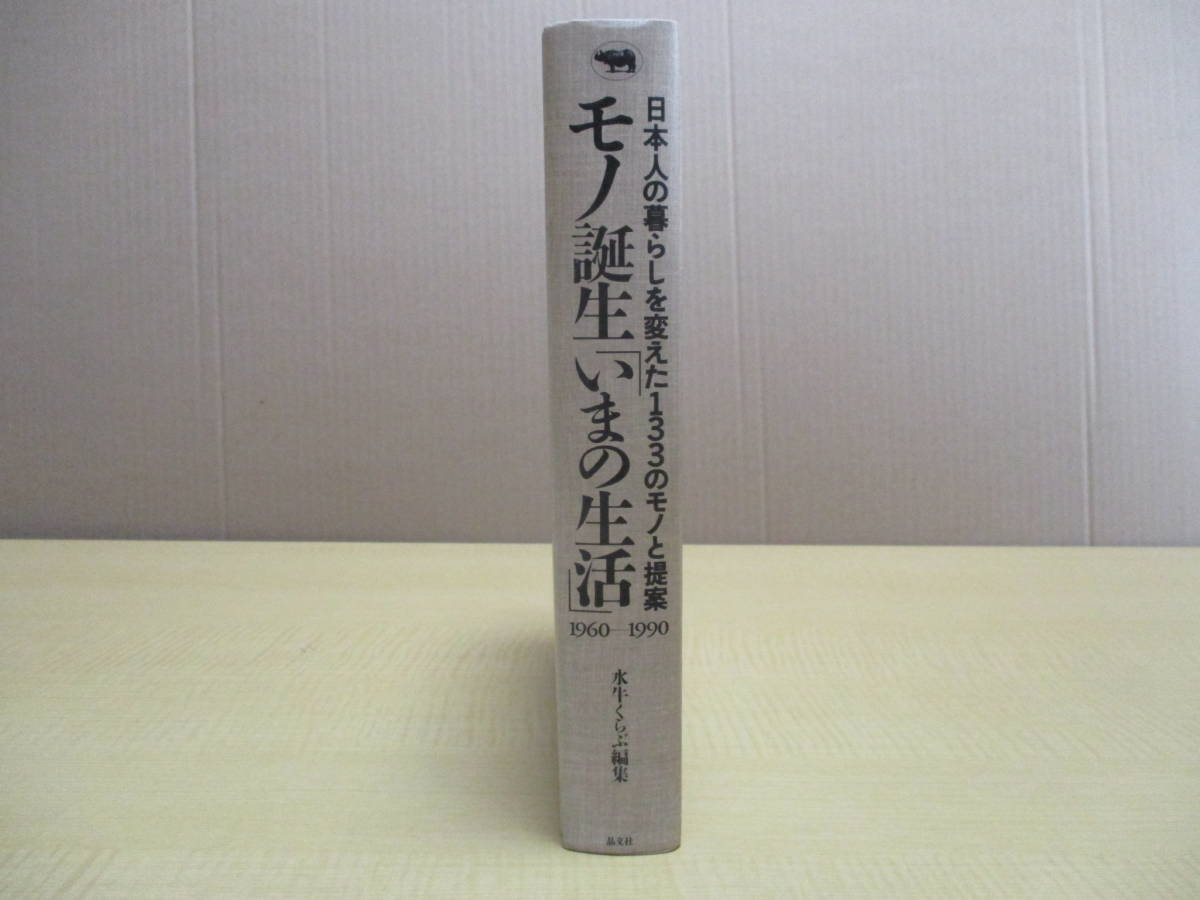 日本人の暮らしを変えた133のモノと提案
モノ誕生「いまの生活」
1960―1990
水牛くらぶ編集
晶文社